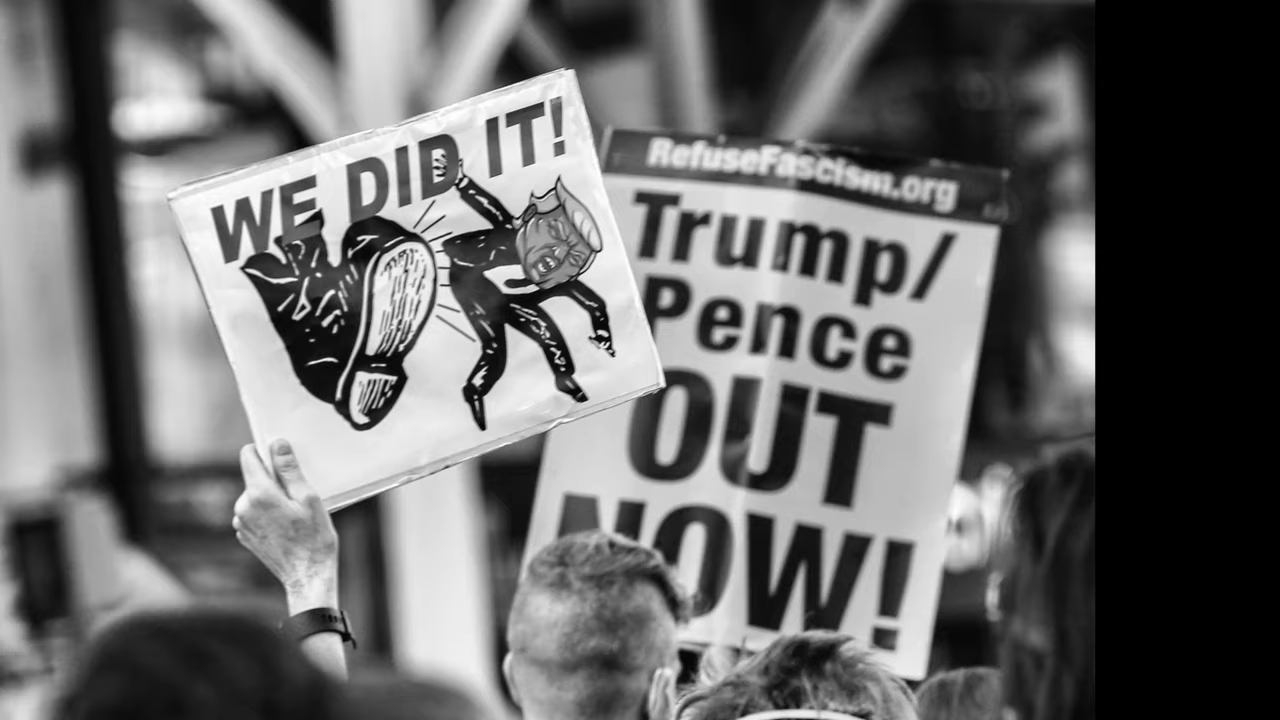 WE DID IT!
RefuseFascism.org
Trump/
Pence
OUT
NOW!